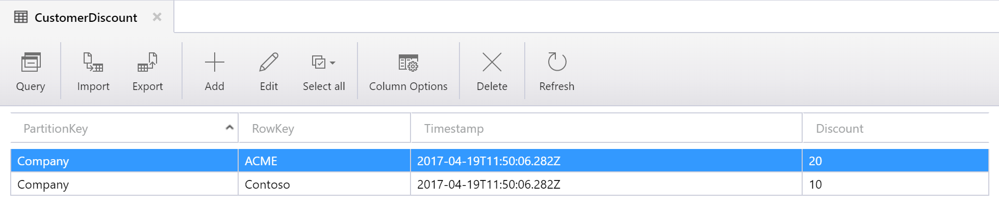 CustomerDiscount
Query Import Export Add Edit Select all Column Options Delete Refresh
PartitionKey RowKey Timestamp Discount
Company ACME 2017-04-19T11:50:06.282Z 20
Company Contoso 2017-04-19T11:50:06.282Z 10